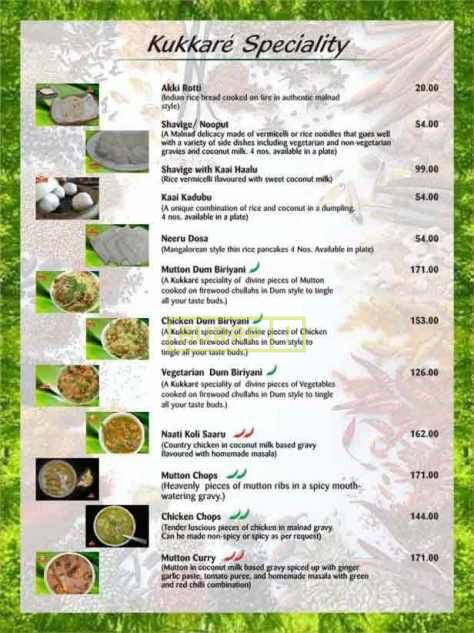 Kukkaré Speciality
Akki Rotti 20.00
(Indian rice bread cooked on fire in authentic malnad
style)
Shavige/ Nooput 54.00
(A Malnad delicacy made of vermicelli or rice noodles that goes well
with a variety of side dishes including vegetarian and non-vegetarian
gravies and coconut milk. 4 nos. available in a plate)
Shavige with Kaai Haalu 99.00
(Rice vermicelli flavoured with sweet coconut milk)
Kaai Kadubu 54.00
(A unique combination of rice and coconut in a dumpling.
4 nos. available in a plate)
Neeru Dosa 54.00
(Mangalorean style thin rice pancakes 4 Nos. Available in plate)
Mutton Dum Biriyani 171.00
(A Kukkaré speciality of divine pieces of Mutton
cooked on firewood chullahs in Dum style to tingle
all your taste buds.)
Chicken Dum Biriyani 153.00
(A Kukkaré speciality of divine pieces of Chicken
cooked on firewood chullahs in Dum style to
tingle all your taste buds.)
Vegetarian Dum Biriyani 126.00
(A Kukkaré speciality of divine pieces of Vegetables
cooked on firewood chullahs in Dum style to tingle
all your taste buds.)
Naati Koli Saaru 162.00
(Country chicken in coconut milk based gravy
flavoured with homemade masala)
Mutton Chops 171.00
(Heavenly pieces of mutton ribs in a spicy mouth-
watering gravy.)
Chicken Chops 144.00
(Tender luscious pieces of chicken in malnad gravy.
Can be made non-spicy or spicy as per request)
Mutton Curry 171.00
(Mutton in coconut milk based gravy spiced up with ginger
garlic paste, tomato puree, and homemade masala with green
and red chilli combination)